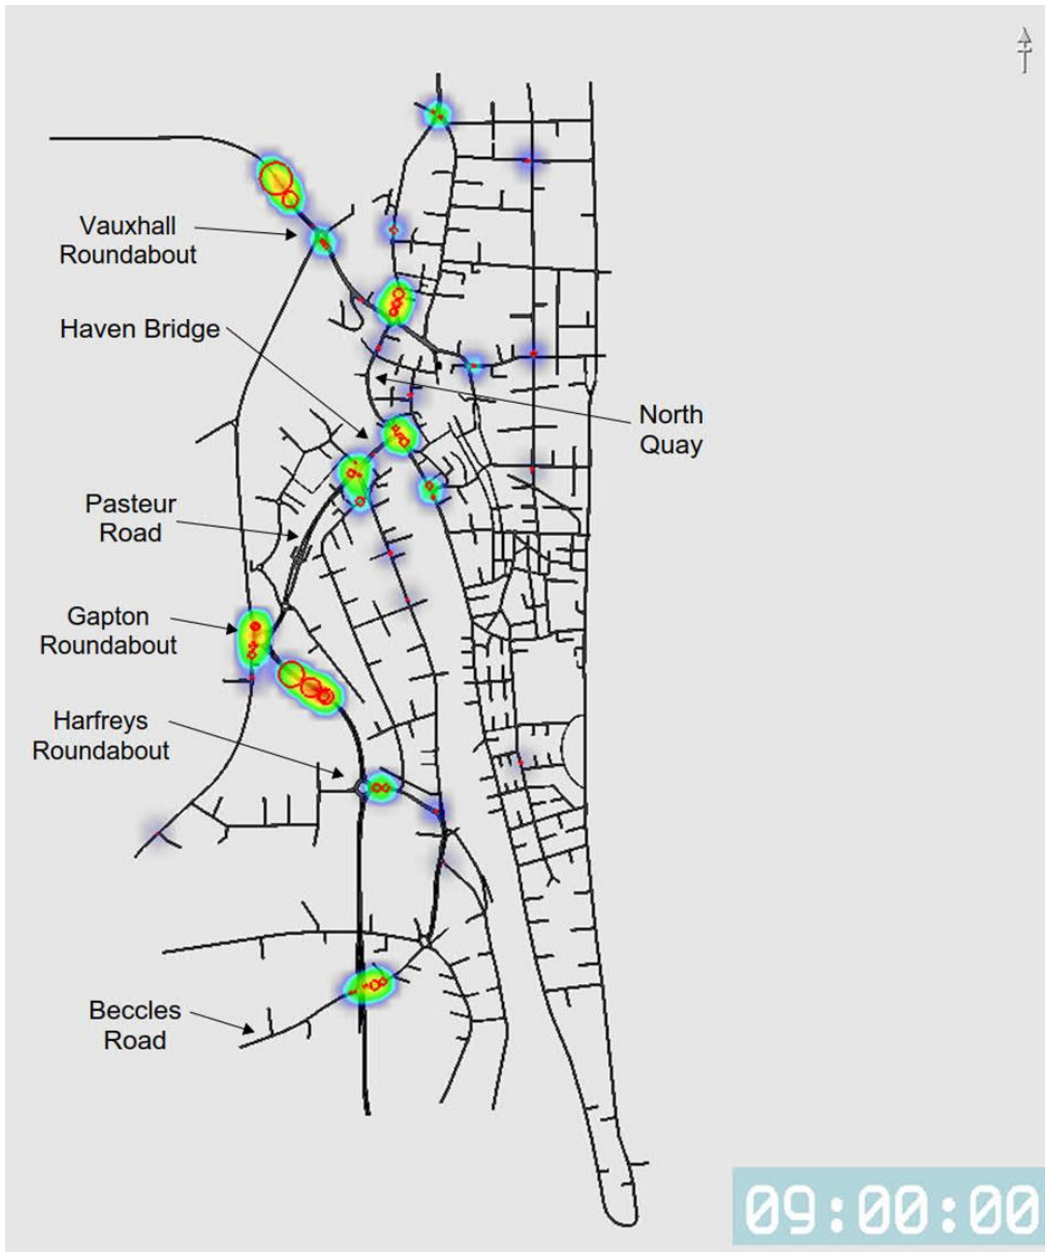 Vauxhall
Roundabout
Haven Bridge
North
Quay
Pasteur
Road
Gapton
Roundabout
Harfreys
Roundabout
Beccles
Road
09:00:00